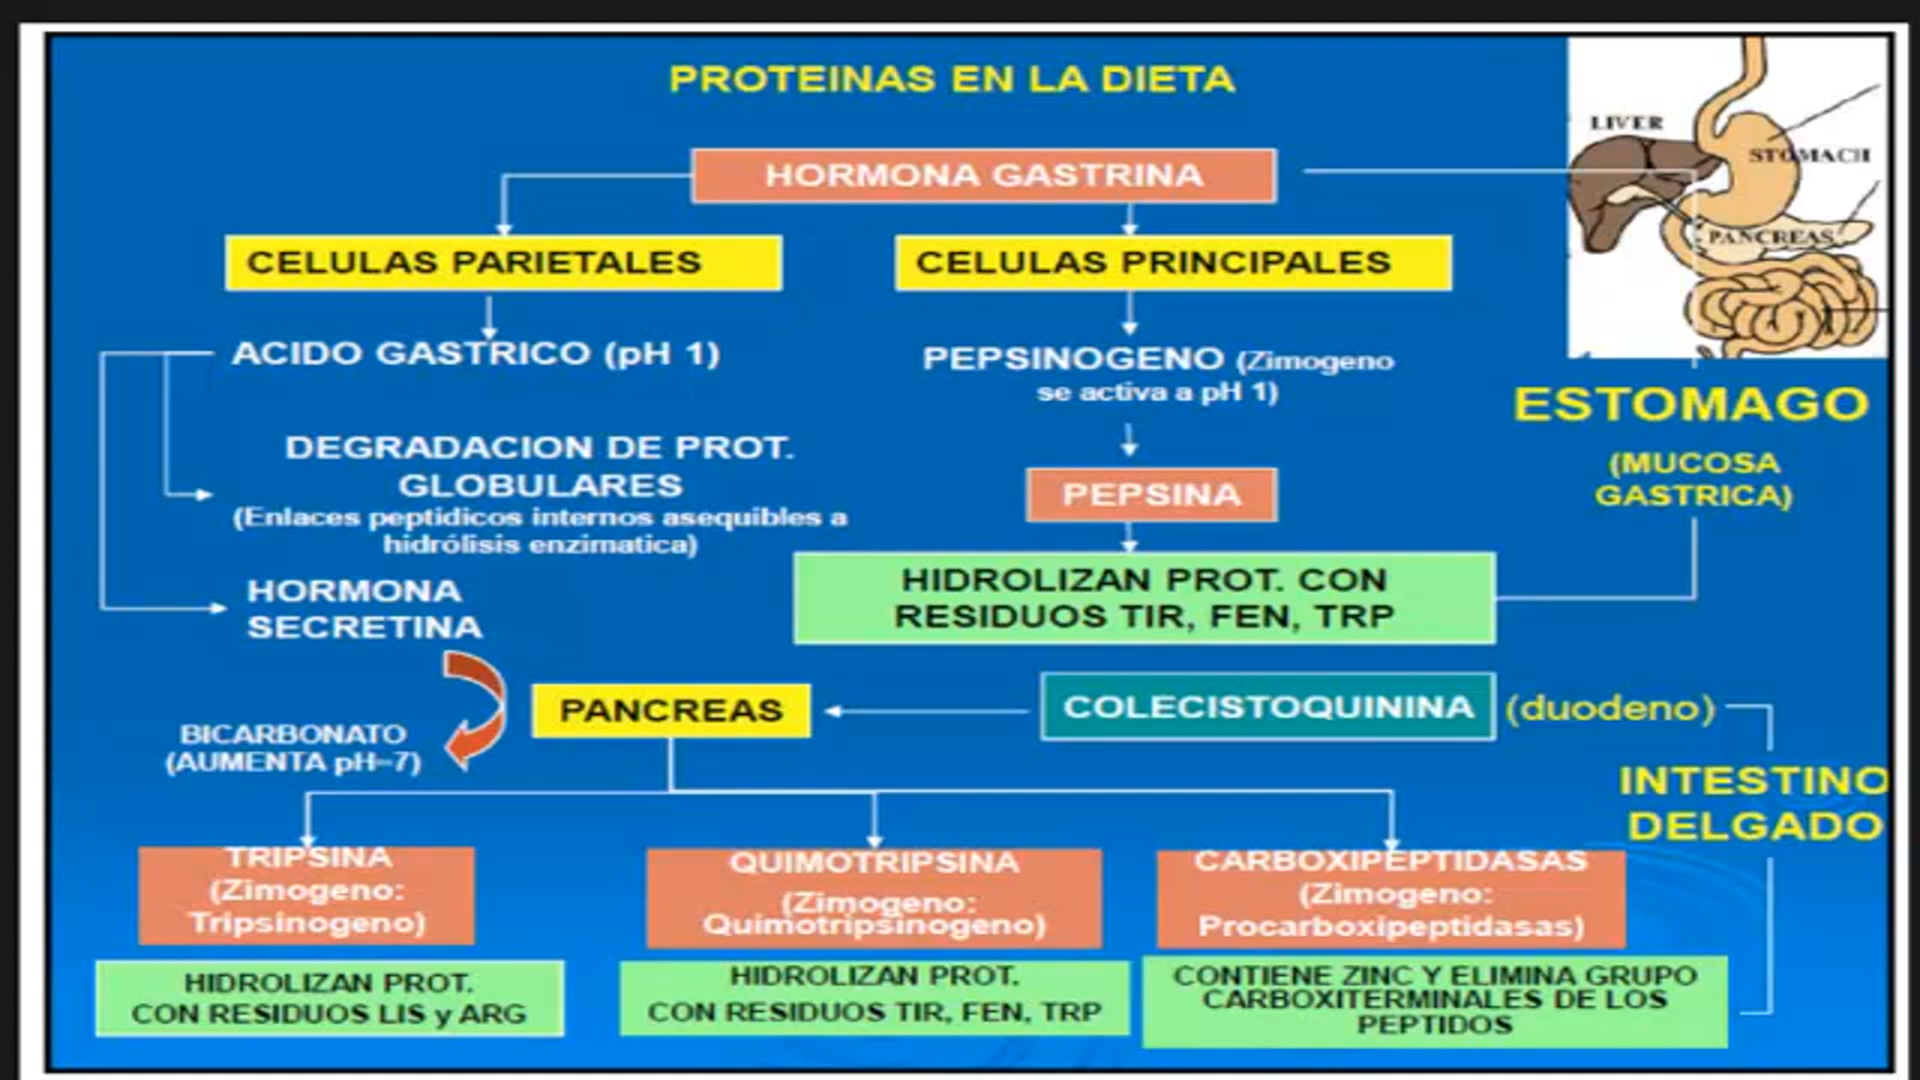 PROTEINAS EN LA DIETA
HORMONA GASTRINA
LIVER
STOMACH
PANCREAS
CELULAS PARIETALES
CELULAS PRINCIPALES
ACIDO GASTRICO (pH 1)
PEPSINOGENO (Zimogeno
se activa a pH 1)
ESTOMAGO
(MUCOSA
GASTRICA)
DEGRADACION DE PROT.
GLOBULARES
(Enlaces peptidicos internos asequibles a
hidrólisis enzimatica)
PEPSINA
HIDROLIZAN PROT. CON
RESIDUOS TIR, FEN, TRP
HORMONA
SECRETINA
BICARBONATO
(AUMENTA pH–7)
PANCREAS
COLECISTOQUININA (duodeno)
INTESTINO
DELGADO
TRIPSINA
(Zimogeno:
Tripsinogeno)
QUIMOTRIPSINA
(Zimogeno:
Quimotripsinogeno)
CARBOXIPEPTIDASAS
(Zimogeno:
Procarboxipeptidasas)
HIDROLIZAN PROT.
CON RESIDUOS LIS y ARG
HIDROLIZAN PROT.
CON RESIDUOS TIR, FEN, TRP
CONTIENE ZINC Y ELIMINA GRUPO
CARBOXITERMINALES DE LOS
PEPTIDOS